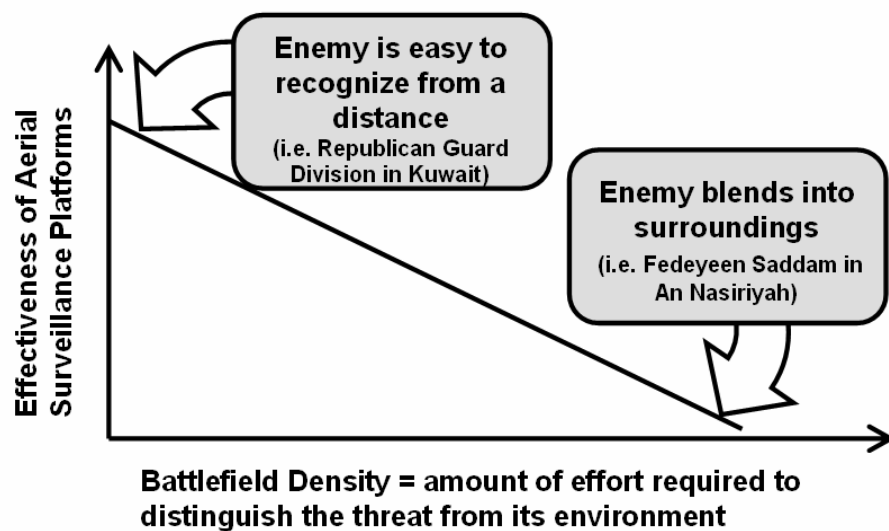 Enemy is easy to
recognize from a
distance
(i.e. Republican Guard
Division in Kuwait)
Enemy blends into
surroundings
(i.e. Fedeyeen Saddam in
An Nasiriyah)
Effectiveness of Aerial
Surveillance Platforms
Battlefield Density = amount of effort required to
distinguish the threat from its environment